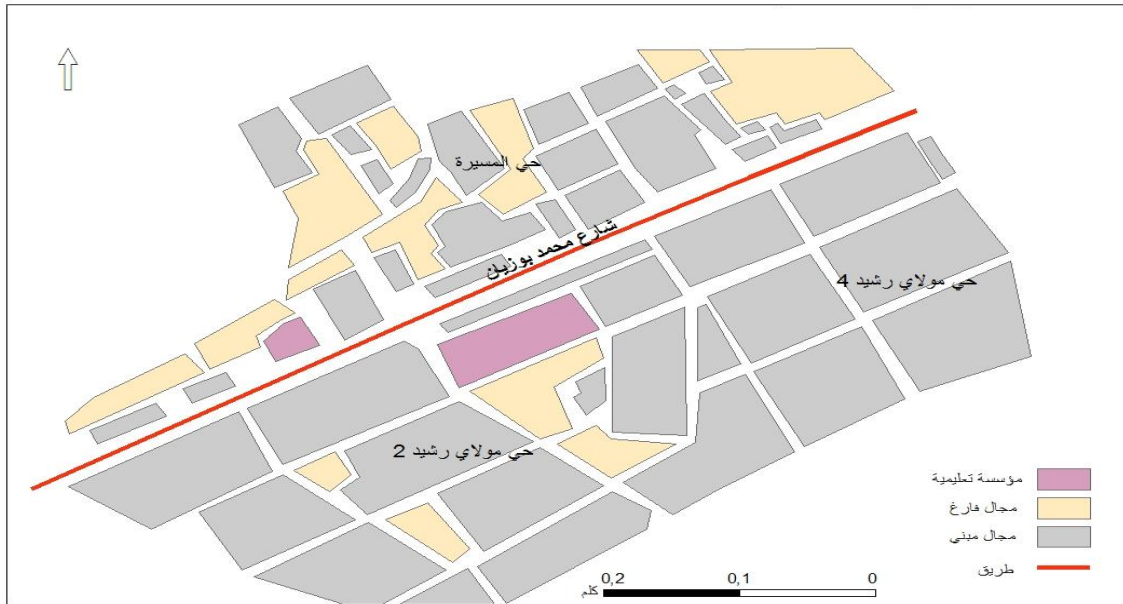 حي المسيرة
شارع محمد بوزيان
حي مولاي رشيد 4
حي مولاي رشيد 2
مؤسسة تعليمية
مجال فارغ
مجال مبني
طريق
0,2 0,1 0
كلم